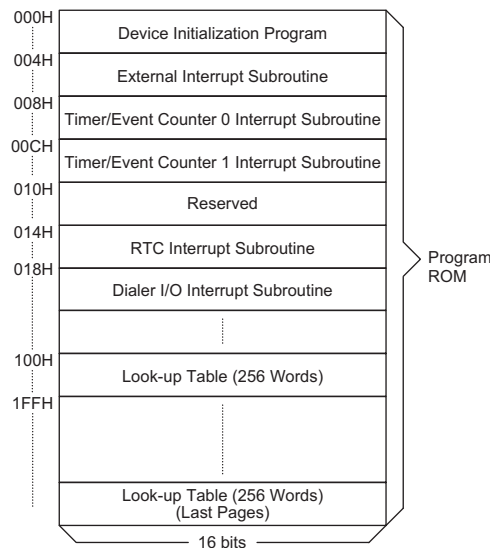 000H
Device Initialization Program
004H
External Interrupt Subroutine
008H
Timer/Event Counter 0 Interrupt Subroutine
00CH
Timer/Event Counter 1 Interrupt Subroutine
010H
Reserved
014H
RTC Interrupt Subroutine
018H
Dialer I/O Interrupt Subroutine
Program
ROM
100H
Look-up Table (256 Words)
1FFH
Look-up Table (256 Words)
(Last Pages)
16 bits